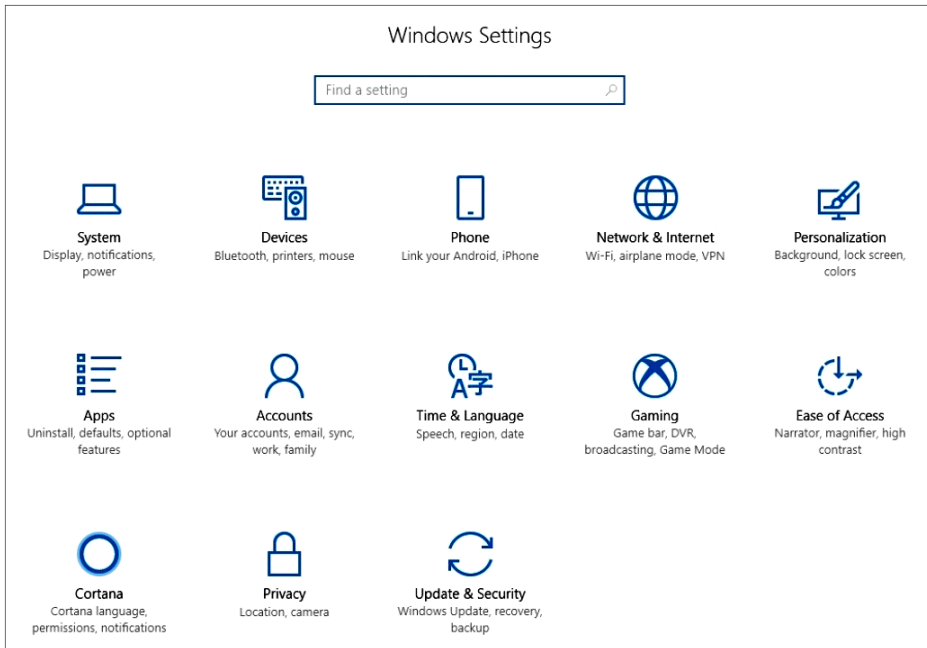 Windows Settings
Find a setting
System
Display, notifications,
power
Devices
Bluetooth, printers, mouse
Phone
Link your Android, iPhone
Network & Internet
Wi-Fi, airplane mode, VPN
Personalization
Background, lock screen,
colors
Apps
Uninstall, defaults, optional
features
Accounts
Your accounts, email, sync,
work, family
A字
Time & Language
Speech, region, date
Gaming
Game bar, DVR,
broadcasting, Game Mode
Ease of Access
Narrator, magnifier, high
contrast
Cortana
Cortana language,
permissions, notifications
Privacy
Location, camera
Update & Security
Windows Update, recovery,
backup